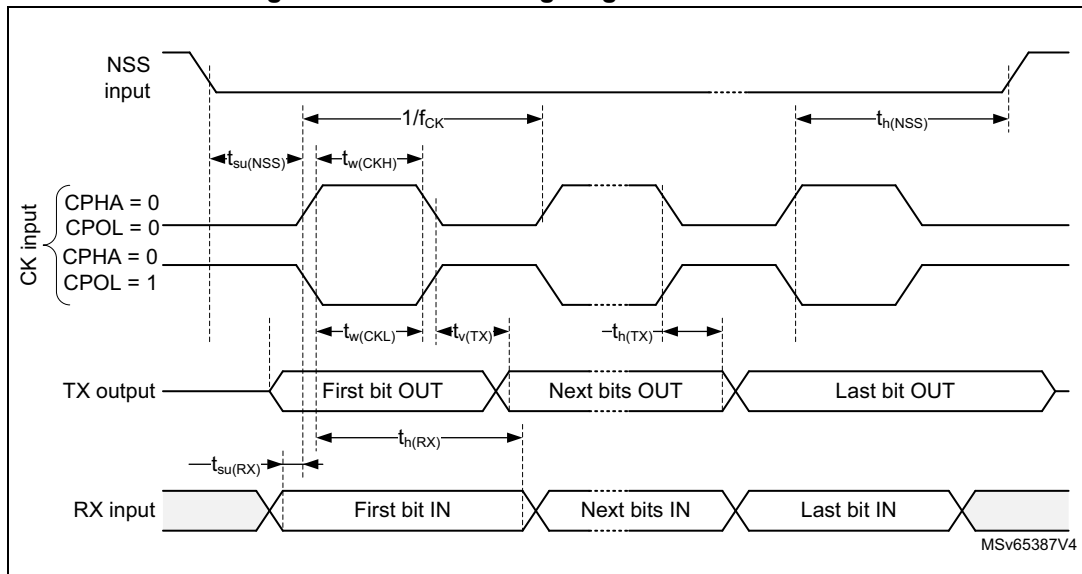 NSS
input
1/fCK
th(NSS)
tsu(NSS)
tw(CKH)
CK input
CPHA = 0
CPOL = 0
CPHA = 0
CPOL = 1
tw(CKL)
tv(TX)
th(TX)
TX output
First bit OUT
Next bits OUT
Last bit OUT
th(RX)
tsu(RX)
RX input
First bit IN
Next bits IN
Last bit IN
MSv65387V4